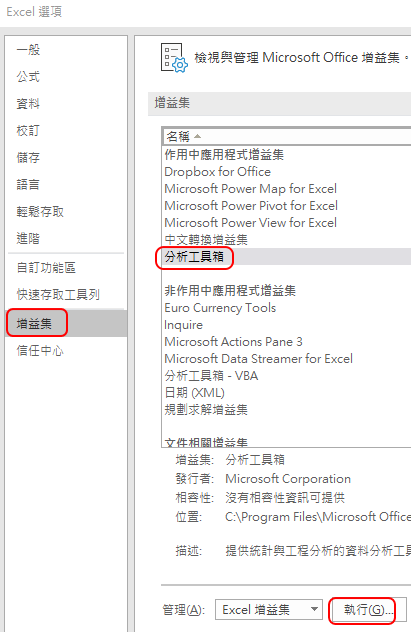 Excel 選項
一般
公式
資料
校訂
儲存
語言
輕鬆存取
進階
自訂功能區
快速存取工具列
增益集
信任中心
檢視與管理 Microsoft Office 增益集。
增益集
名稱
作用中應用程式增益集
Dropbox for Office
Microsoft Power Map for Excel
Microsoft Power Pivot for Excel
Microsoft Power View for Excel
中文轉換增益集
分析工具箱
非作用中應用程式增益集
Euro Currency Tools
Inquire
Microsoft Actions Pane 3
Microsoft Data Streamer for Excel
分析工具箱 - VBA
日期 (XML)
規劃求解增益集
文件相關增益集
增益集: 分析工具箱
發行者: Microsoft Corporation
相容性: 沒有相容性資訊可提供
位置: C:\Program Files\Microsoft Office
描述: 提供統計與工程分析的資料分析工具
管理(A): Excel 增益集 執行(G)...